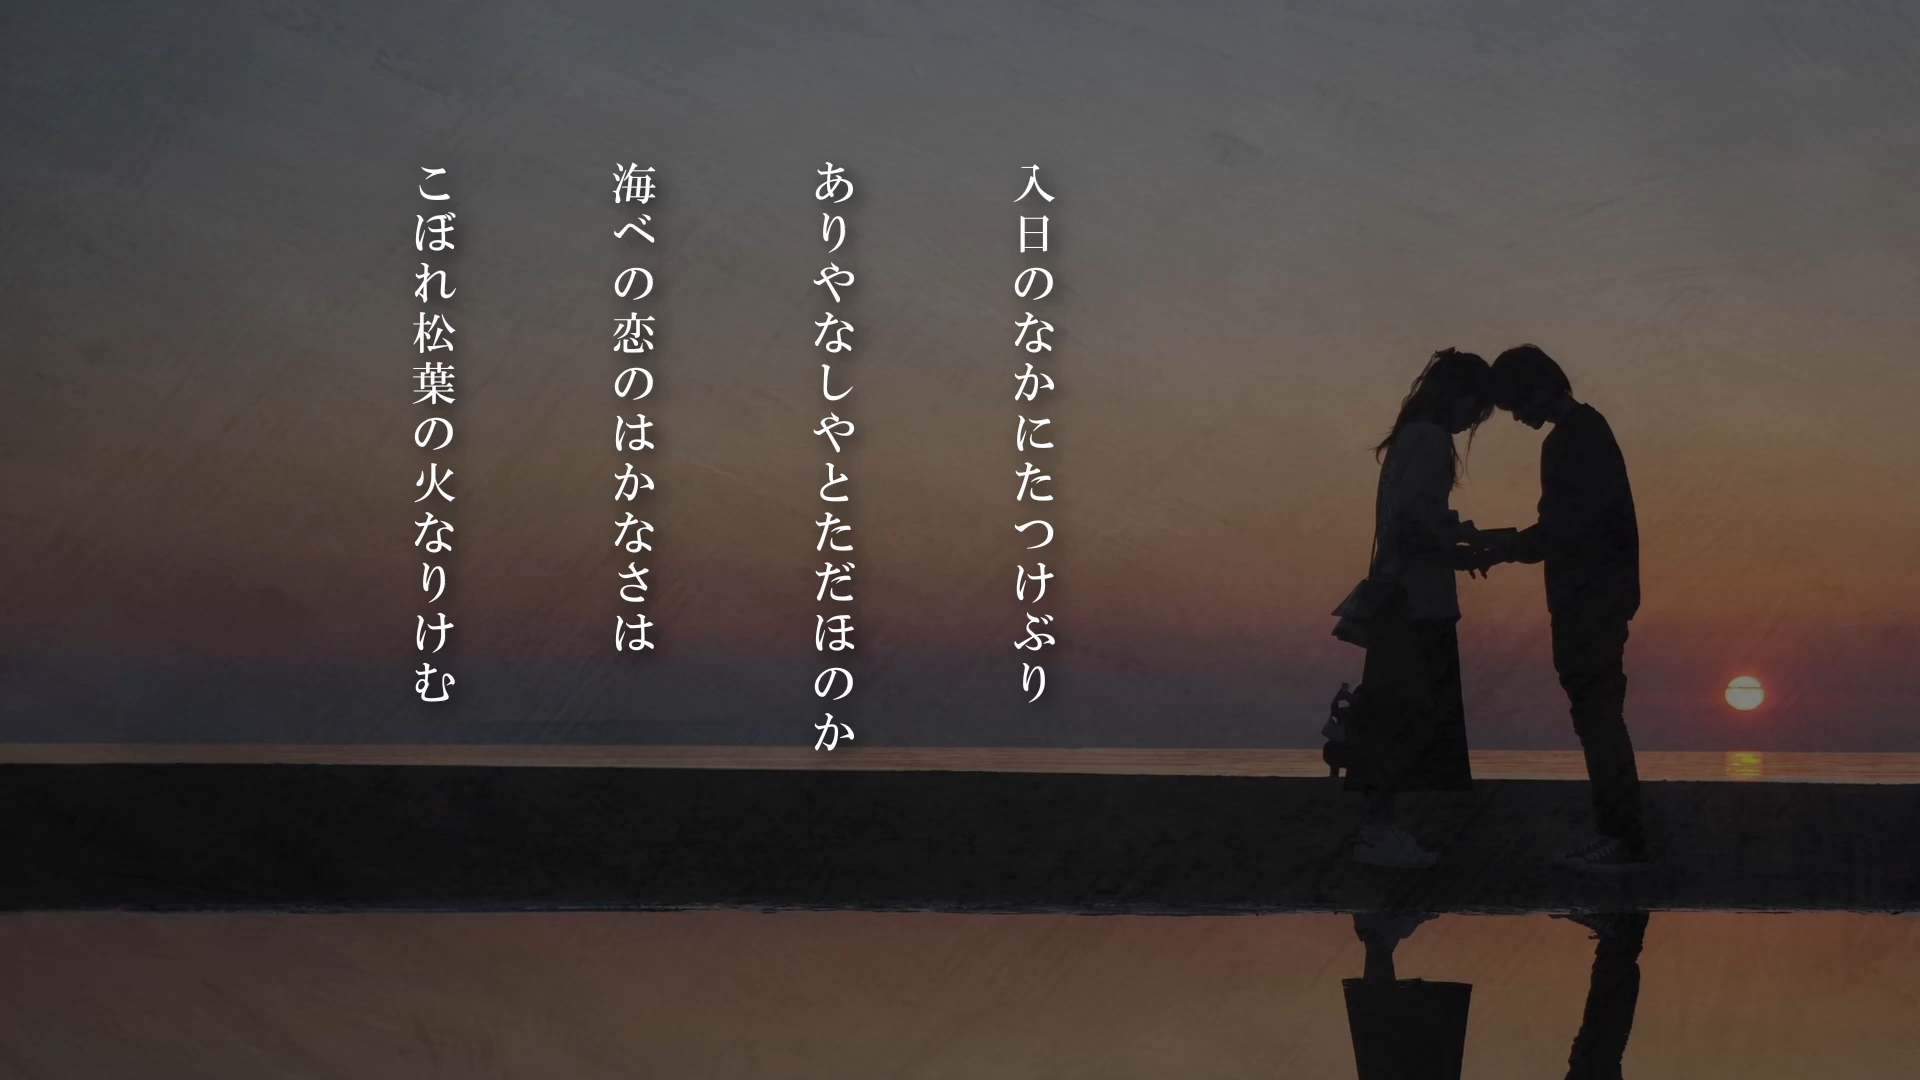 入日のなかにたつけぶり
ありやなしやとただほのか
海べの恋のはかなさは
こぼれ松葉の火なりけむ